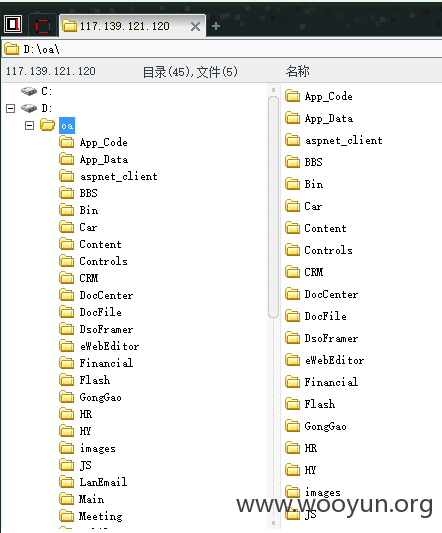 117.139.121.120
D:\oa\
117.139.121.120 目录(45),文件(5) 名称
C:
D:
oa
App_Code
App_Data
aspnet_client
BBS
Bin
Car
Content
Controls
CRM
DocCenter
DocFile
DsoFramer
eWebEditor
Financial
Flash
GongGao
HR
HY
images
JS
LanEmail
Main
Meeting
App_Code
App_Data
aspnet_client
BBS
Bin
Car
Content
Controls
CRM
DocCenter
DocFile
DsoFramer
eWebEditor
Financial
Flash
GongGao
HR
HY
images
JS
www.wooyun.org